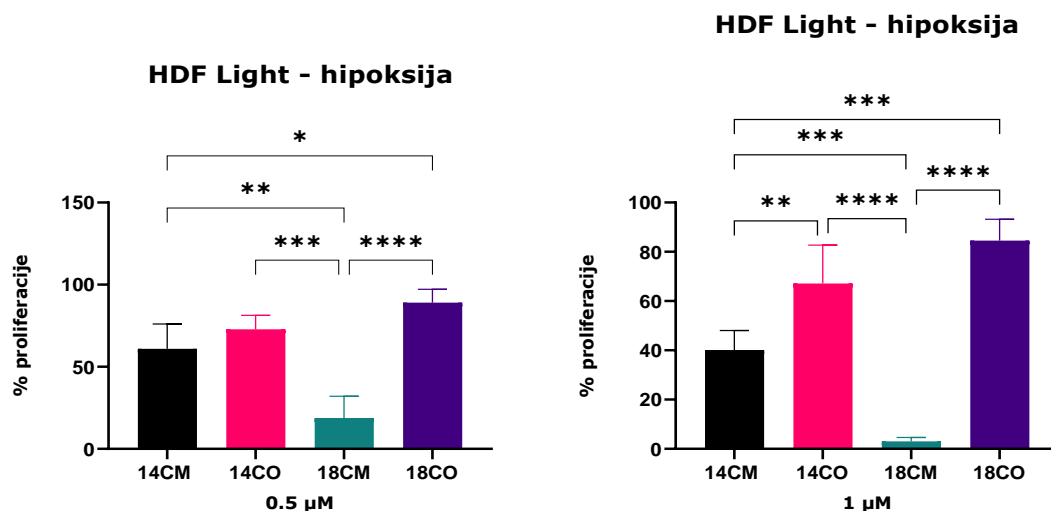 HDF Light - hipoksija
*
**
***
****
% proliferacije
150
100
50
0
14CM 14CO 18CM 18CO
0.5 µM
HDF Light - hipoksija
***
***
****
**
****
% proliferacije
100
80
60
40
20
0
14CM 14CO 18CM 18CO
1 µM